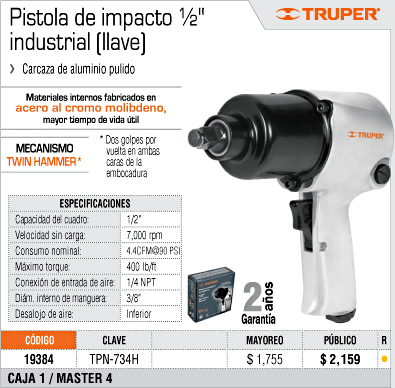 Pistola de impacto ½"
industrial (llave)
TRUPER®
› Carcaza de aluminio pulido
Materiales internos fabricados en
acero al cromo molibdeno,
mayor tiempo de vida útil
MECANISMO
TWIN HAMMER*
* Dos golpes por
vuelta en ambas
caras de la
embocadura
TRUPER®
ESPECIFICACIONES
Capacidad del cuadro: 1/2"
Velocidad sin carga: 7,000 rpm
Consumo nominal: 4.4CFM@90 PSI
Máximo torque: 400 lb/ft
Conexión de entrada de aire: 1/4 NPT
Diám. interno de manguera: 3/8"
Desalojo de aire: Inferior
2 años
Garantía
CÓDIGO CLAVE MAYOREO PÚBLICO R
19384 TPN-734H $ 1,755 $ 2,159
CAJA 1 / MASTER 4